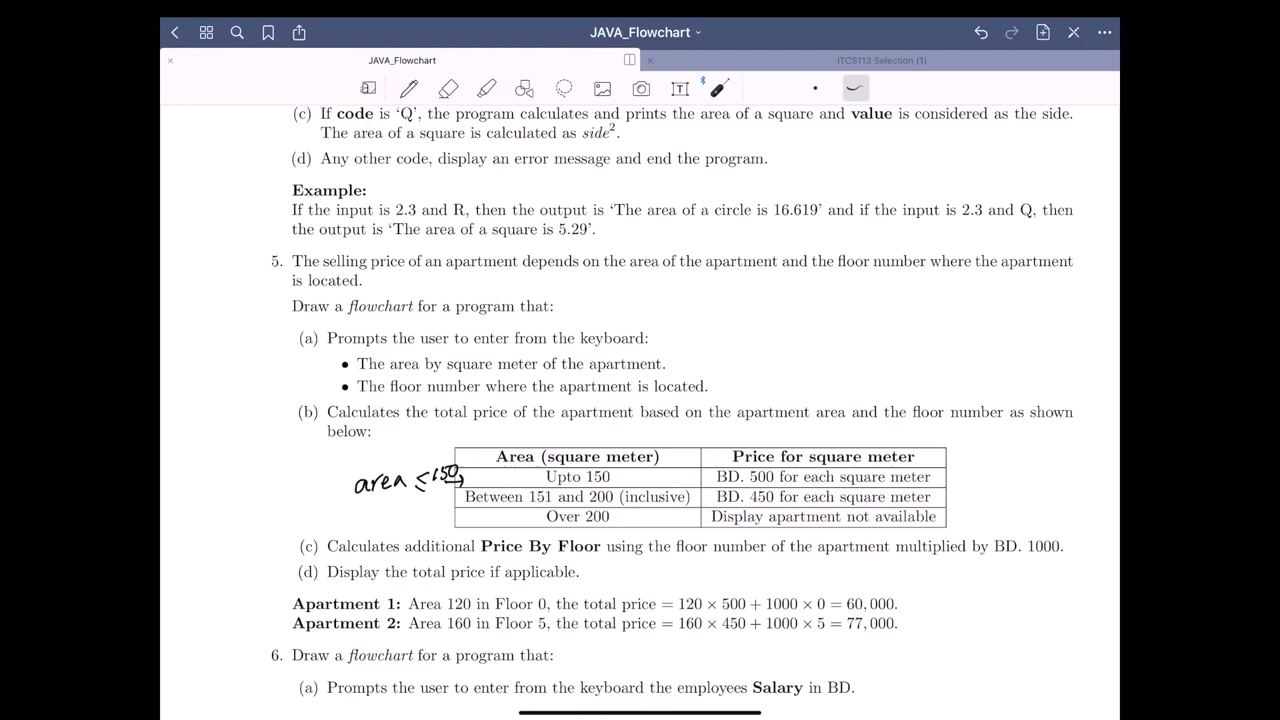 JAVA_Flowchart
JAVA_Flowchart
ITCS113 Selection (1)
(c) If code is ‘Q’, the program calculates and prints the area of a square and value is considered as the side.
The area of a square is calculated as side².
(d) Any other code, display an error message and end the program.
Example:
If the input is 2.3 and R, then the output is ‘The area of a circle is 16.619’ and if the input is 2.3 and Q, then
the output is ‘The area of a square is 5.29’.
5. The selling price of an apartment depends on the area of the apartment and the floor number where the apartment
is located.
Draw a flowchart for a program that:
(a) Prompts the user to enter from the keyboard:
• The area by square meter of the apartment.
• The floor number where the apartment is located.
(b) Calculates the total price of the apartment based on the apartment area and the floor number as shown
below:
Area (square meter) Price for square meter
area ≤ 150, Upto 150 BD. 500 for each square meter
Between 151 and 200 (inclusive) BD. 450 for each square meter
Over 200 Display apartment not available
(c) Calculates additional Price By Floor using the floor number of the apartment multiplied by BD. 1000.
(d) Display the total price if applicable.
Apartment 1: Area 120 in Floor 0, the total price = 120 × 500 + 1000 × 0 = 60,000.
Apartment 2: Area 160 in Floor 5, the total price = 160 × 450 + 1000 × 5 = 77,000.
6. Draw a flowchart for a program that:
(a) Prompts the user to enter from the keyboard the employees Salary in BD.